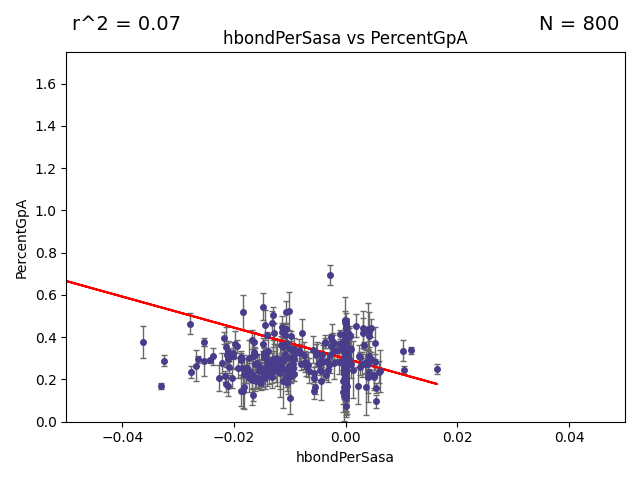 r^2 = 0.07
N = 800
hbondPerSasa vs PercentGpA
1.6
1.4
1.2
1.0
0.8
0.6
0.4
0.2
0.0
PercentGpA
−0.04
−0.02
0.00
0.02
0.04
hbondPerSasa